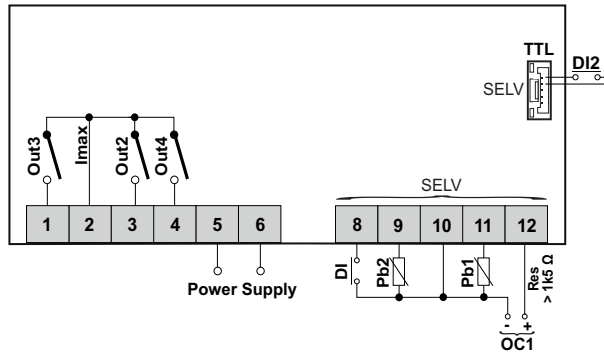 TTL
DI2
SELV
Out3
Imax
Out2
Out4
SELV
1 2 3 4 5 6
8 9 10 11 12
Power Supply
DI
Pb2
Pb1
Res
> 1k5 Ω
- +
OC1